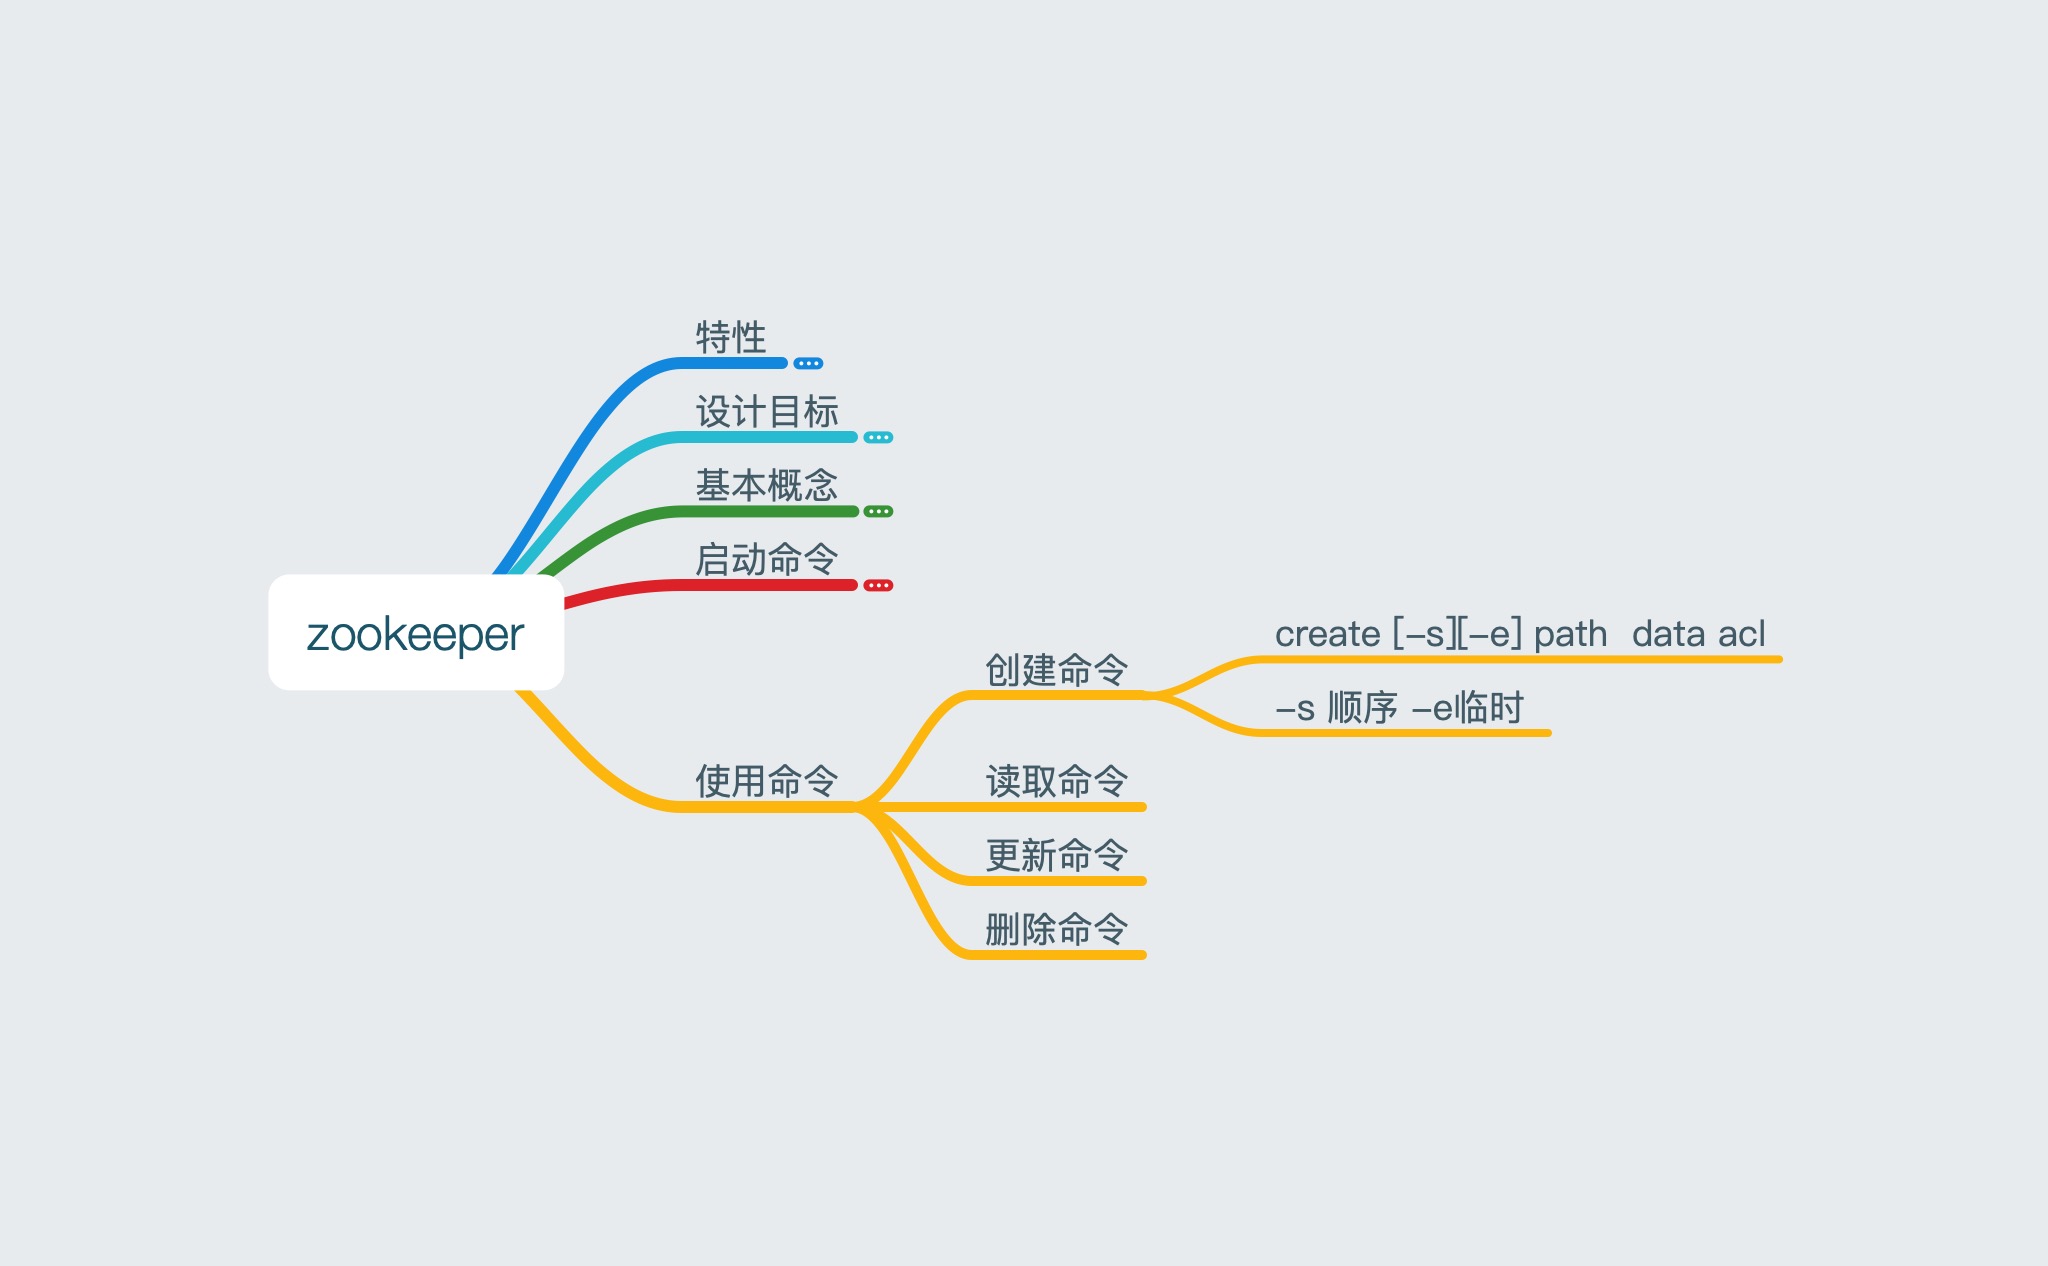 特性
设计目标
基本概念
启动命令
zookeeper
使用命令
创建命令
create [-s][-e] path  data acl
-s 顺序 -e临时
读取命令
更新命令
删除命令